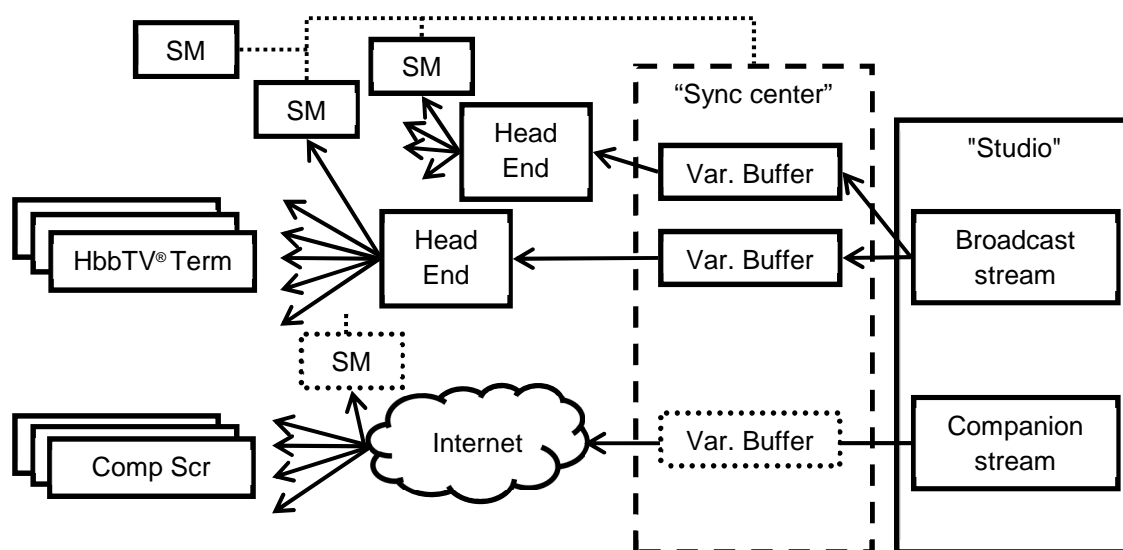 SM
SM
SM
“Sync center”
Head
End
"Studio"
Var. Buffer
HbbTV® Term
Head
End
Var. Buffer
Broadcast
stream
SM
Comp Scr
Internet
Var. Buffer
Companion
stream